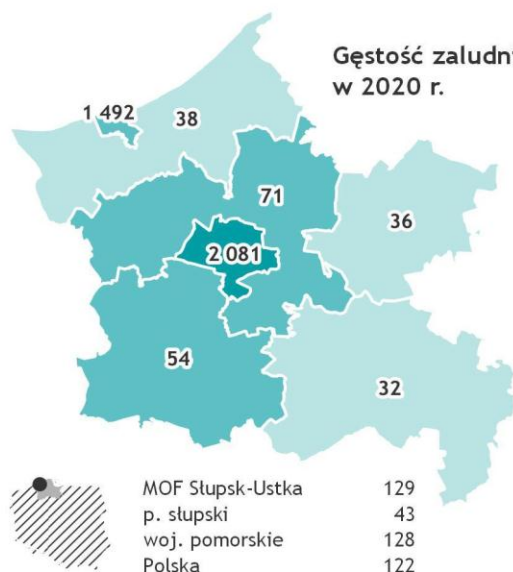 Gęstość zaludn
w 2020 r.
1 492
38
71
36
2 081
54
32
MOF Słupsk-Ustka 129
p. słupski 43
woj. pomorskie 128
Polska 122